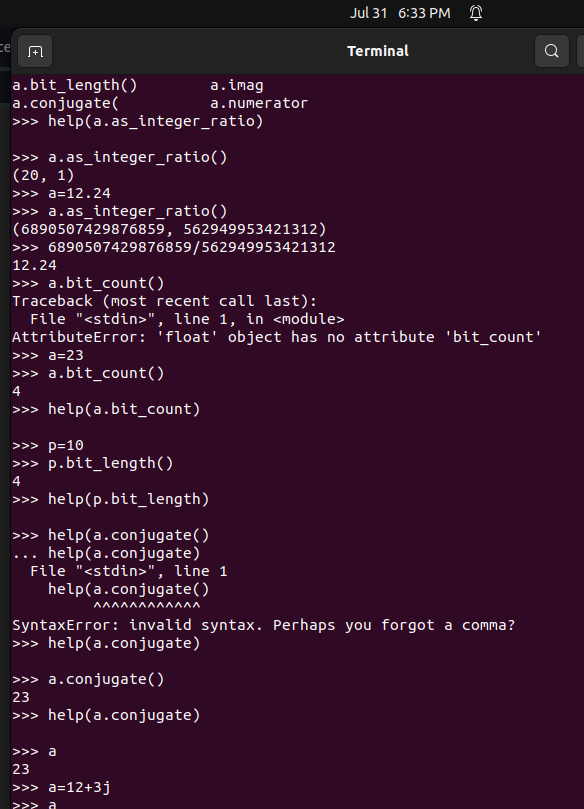 Jul 31 6:33 PM
Terminal
a.bit_length() a.imag
a.conjugate( a.numerator
>>> help(a.as_integer_ratio)
>>> a.as_integer_ratio()
(20, 1)
>>> a=12.24
>>> a.as_integer_ratio()
(6890507429876859, 562949953421312)
>>> 6890507429876859/562949953421312
12.24
>>> a.bit_count()
Traceback (most recent call last):
  File "<stdin>", line 1, in <module>
AttributeError: 'float' object has no attribute 'bit_count'
>>> a=23
>>> a.bit_count()
4
>>> help(a.bit_count)
>>> p=10
>>> p.bit_length()
4
>>> help(p.bit_length)
>>> help(a.conjugate()
... help(a.conjugate)
  File "<stdin>", line 1
    help(a.conjugate()
         ^^^^^^^^^^^^
SyntaxError: invalid syntax. Perhaps you forgot a comma?
>>> help(a.conjugate)
>>> a.conjugate()
23
>>> help(a.conjugate)
>>> a
23
>>> a=12+3j
>>> a